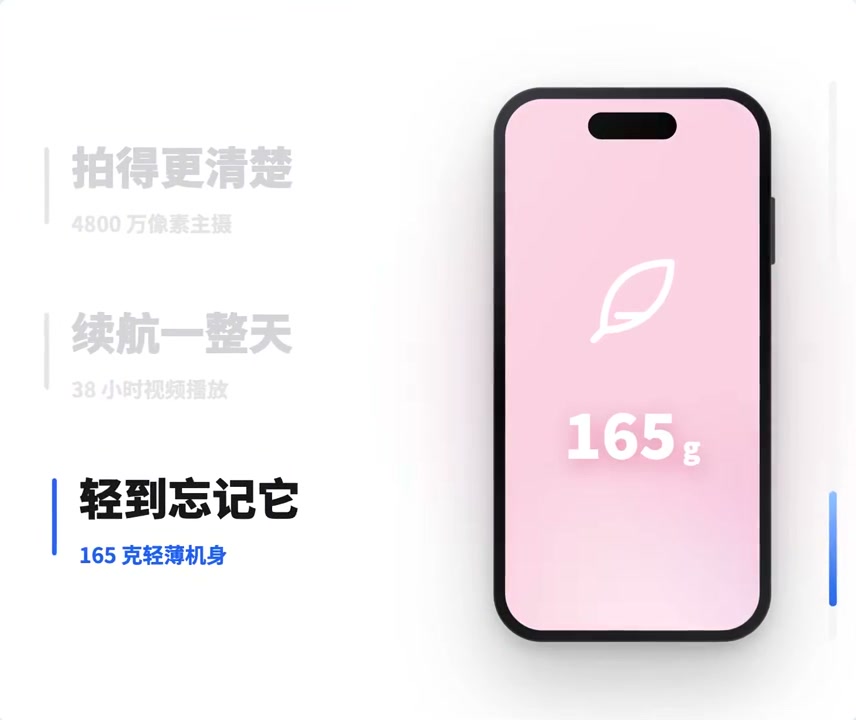 拍得更清楚
4800 万像素主摄
续航一整天
38 小时视频播放
轻到忘记它
165 克轻薄机身
165 g